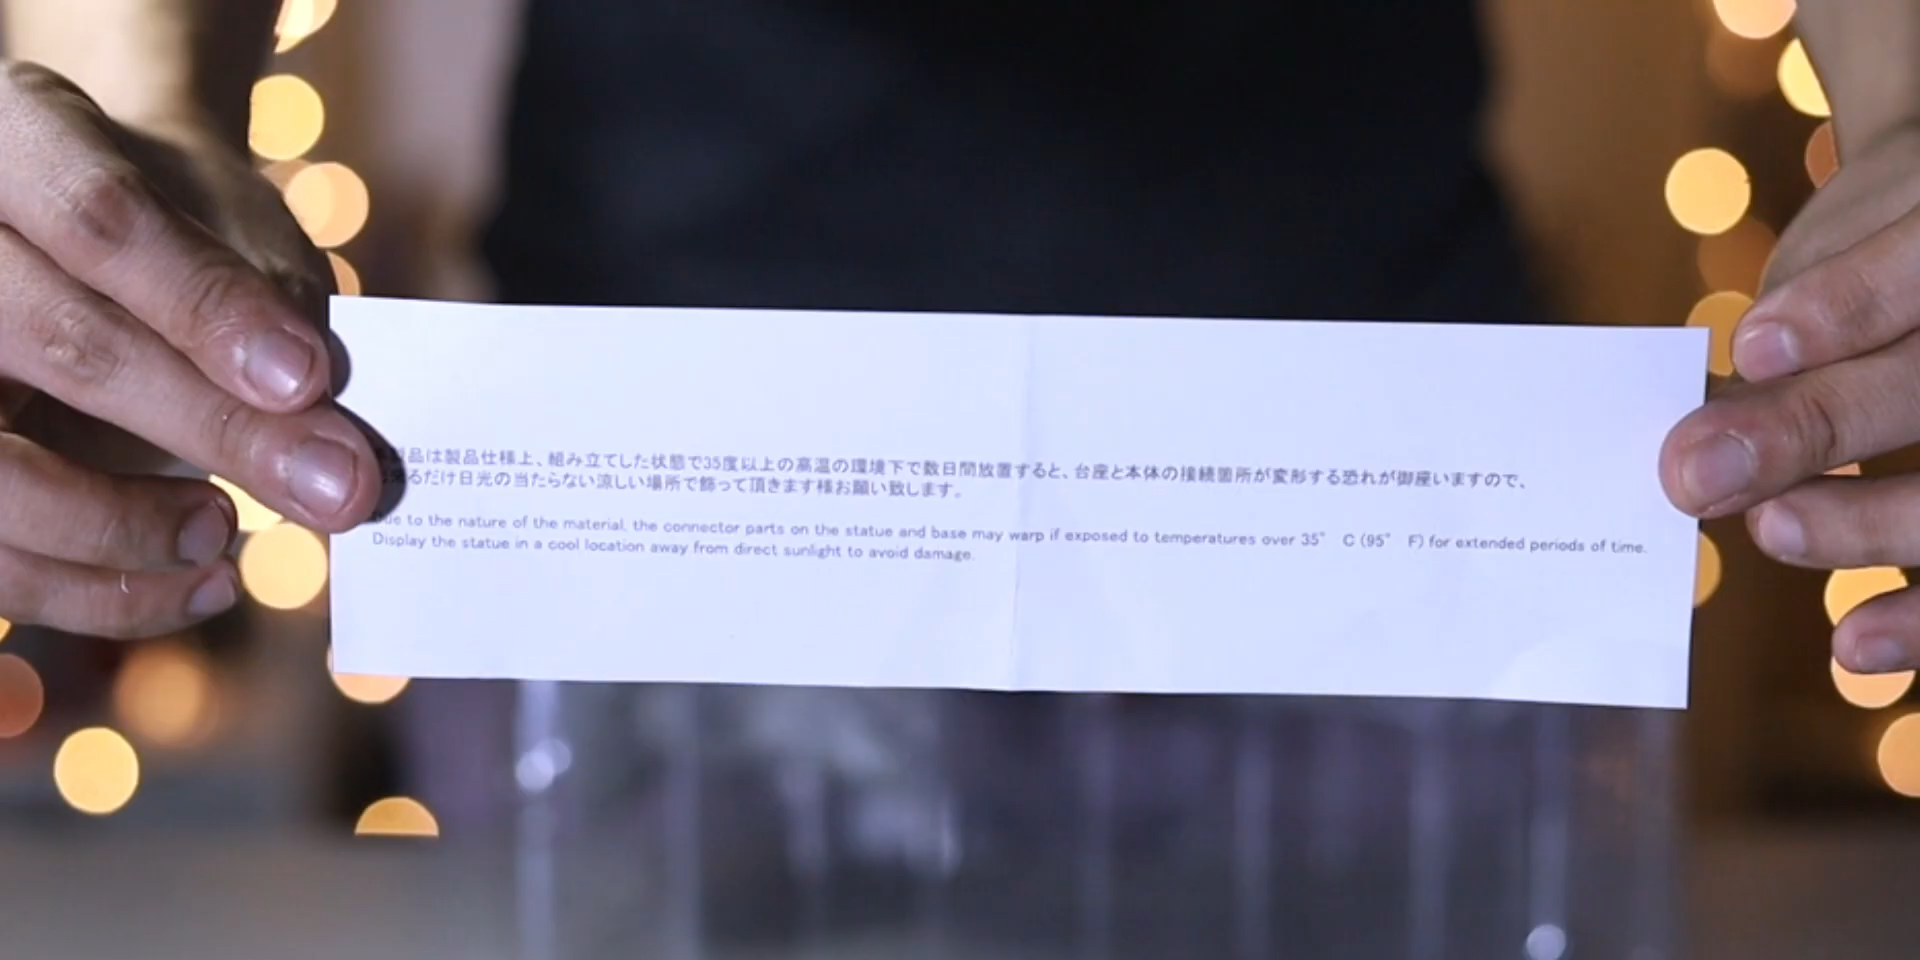 製品は製品仕様上、組み立てした状態で35度以上の高温の環境下で数日間放置すると、台座と本体の接続箇所が変形する恐れが御座いますので、
来るだけ日光の当たらない涼しい場所で飾って頂きます様お願い致します。
Due to the nature of the material, the connector parts on the statue and base may warp if exposed to temperatures over 35° C (95° F) for extended periods of time.
Display the statue in a cool location away from direct sunlight to avoid damage.